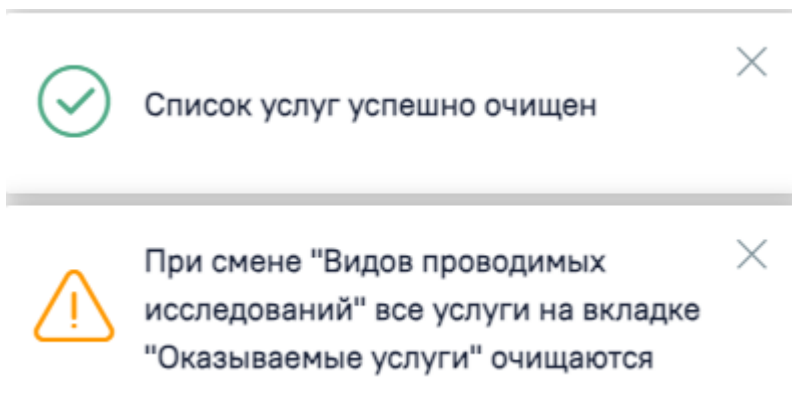 Список услуг успешно очищен
При смене "Видов проводимых
исследований" все услуги на вкладке
"Оказываемые услуги" очищаются